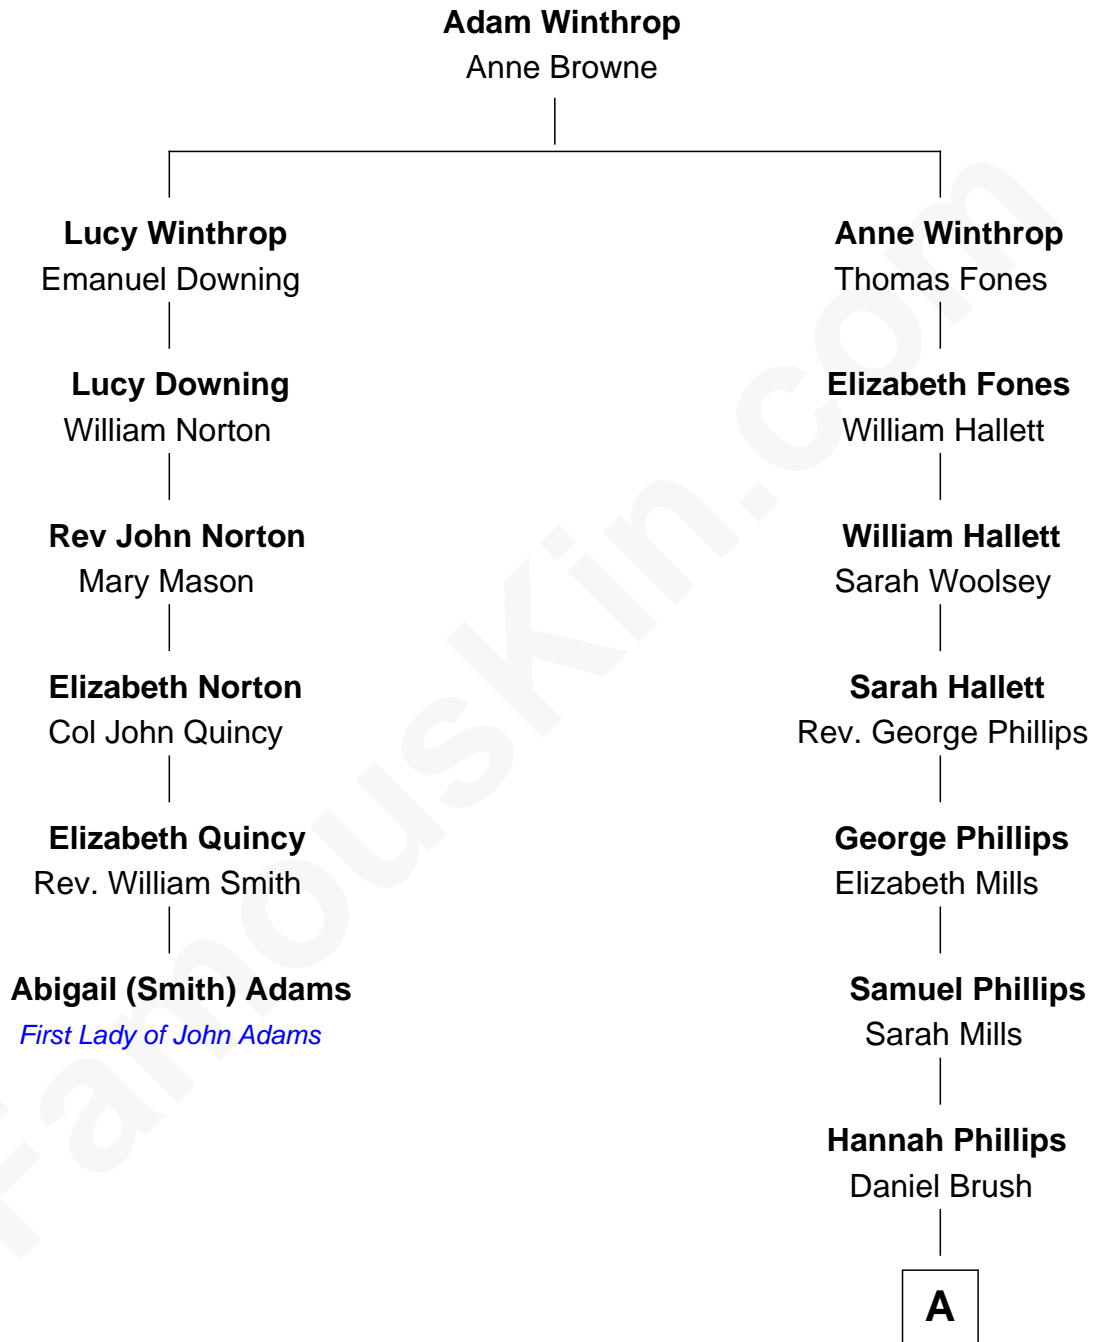 Adam Winthrop
Anne Browne
Lucy Winthrop
Emanuel Downing
Anne Winthrop
Thomas Fones
Lucy Downing
William Norton
Elizabeth Fones
William Hallett
Rev John Norton
Mary Mason
William Hallett
Sarah Woolsey
Elizabeth Norton
Col John Quincy
Sarah Hallett
Rev. George Phillips
Elizabeth Quincy
Rev. William Smith
George Phillips
Elizabeth Mills
Abigail (Smith) Adams
First Lady of John Adams
Samuel Phillips
Sarah Mills
Hannah Phillips
Daniel Brush
A
FamousKin.com